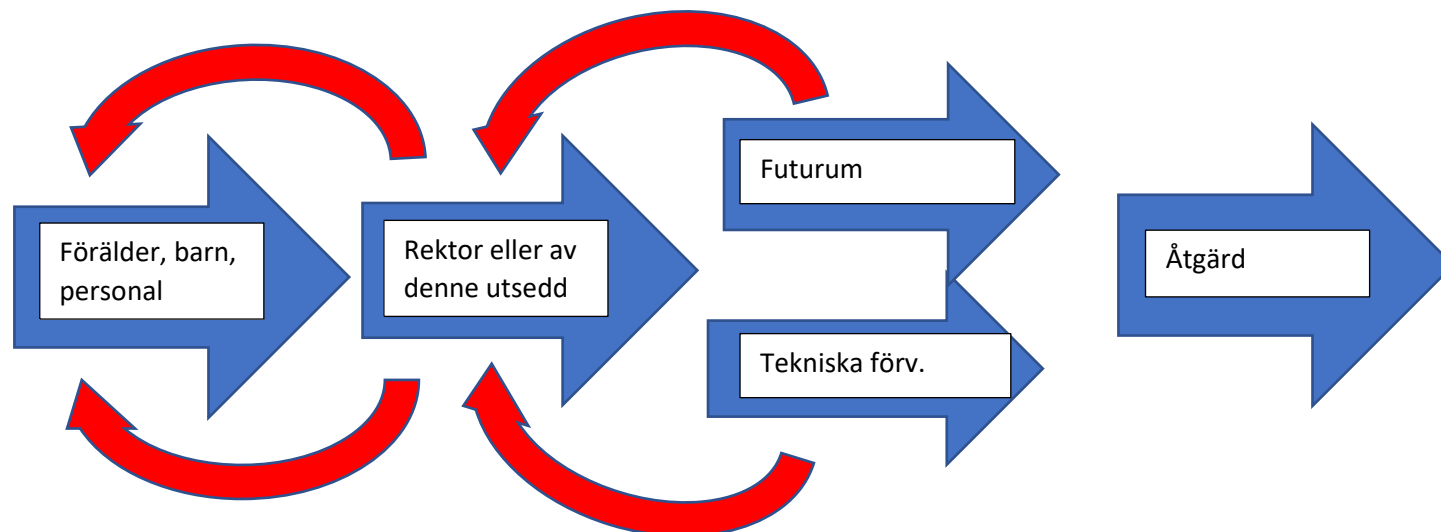 Förälder, barn,
personal
Rektor eller av
denne utsedd
Futurum
Tekniska förv.
Åtgärd